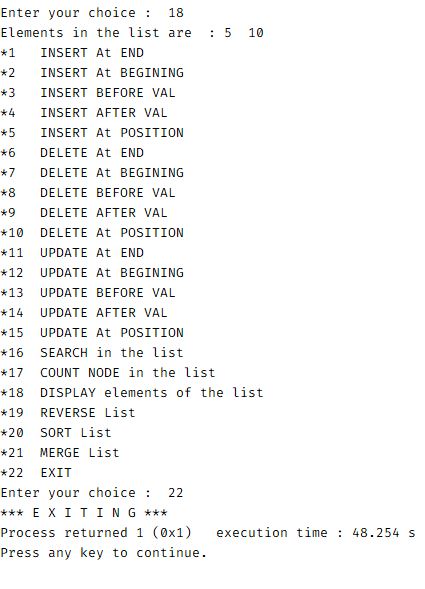 Enter your choice :  18
Elements in the list are  : 5  10
*1   INSERT At END
*2   INSERT At BEGINING
*3   INSERT BEFORE VAL
*4   INSERT AFTER VAL
*5   INSERT At POSITION
*6   DELETE At END
*7   DELETE At BEGINING
*8   DELETE BEFORE VAL
*9   DELETE AFTER VAL
*10  DELETE At POSITION
*11  UPDATE At END
*12  UPDATE At BEGINING
*13  UPDATE BEFORE VAL
*14  UPDATE AFTER VAL
*15  UPDATE At POSITION
*16  SEARCH in the list
*17  COUNT NODE in the list
*18  DISPLAY elements of the list
*19  REVERSE List
*20  SORT List
*21  MERGE List
*22  EXIT
Enter your choice :  22
*** E X I T I N G ***
Process returned 1 (0x1)   execution time : 48.254 s
Press any key to continue.